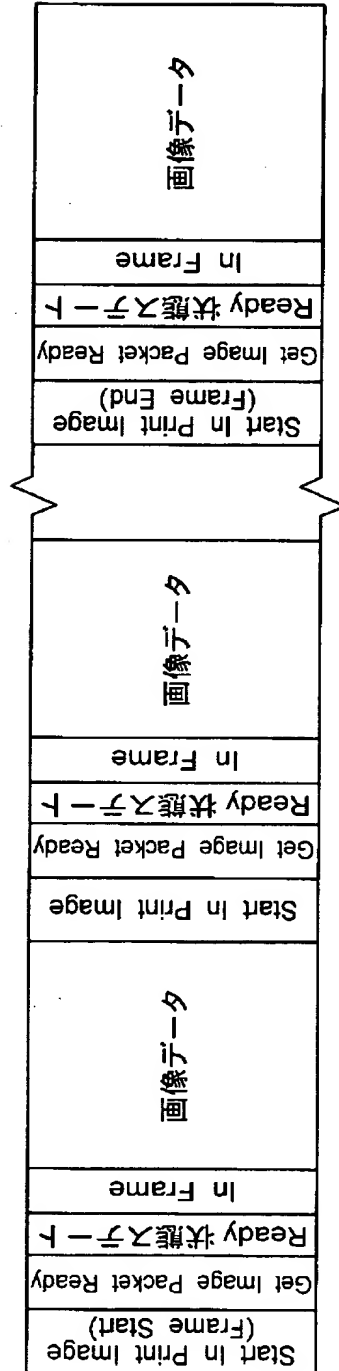 Start In Print Image
(Frame Start)
Get Image Packet Ready
Ready 状態ステート
In Frame
画像データ
Start In Print Image
Get Image Packet Ready
Ready 状態ステート
In Frame
画像データ
Start In Print Image
(Frame End)
Get Image Packet Ready
Ready 状態ステート
In Frame
画像データ